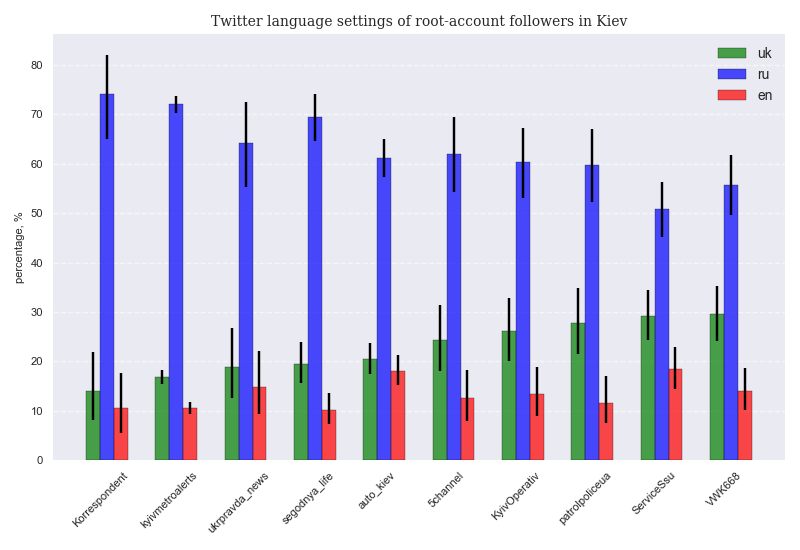 Twitter language settings of root-account followers in Kiev
uk
ru
en
percentage, %
80
70
60
50
40
30
20
10
0
Korrespondent
kyivmetroalerts
ukrpravda_news
segodnya_life
auto_kiev
5channel
KyivOperativ
patrolpoliceua
ServiceSsu
VVVK668